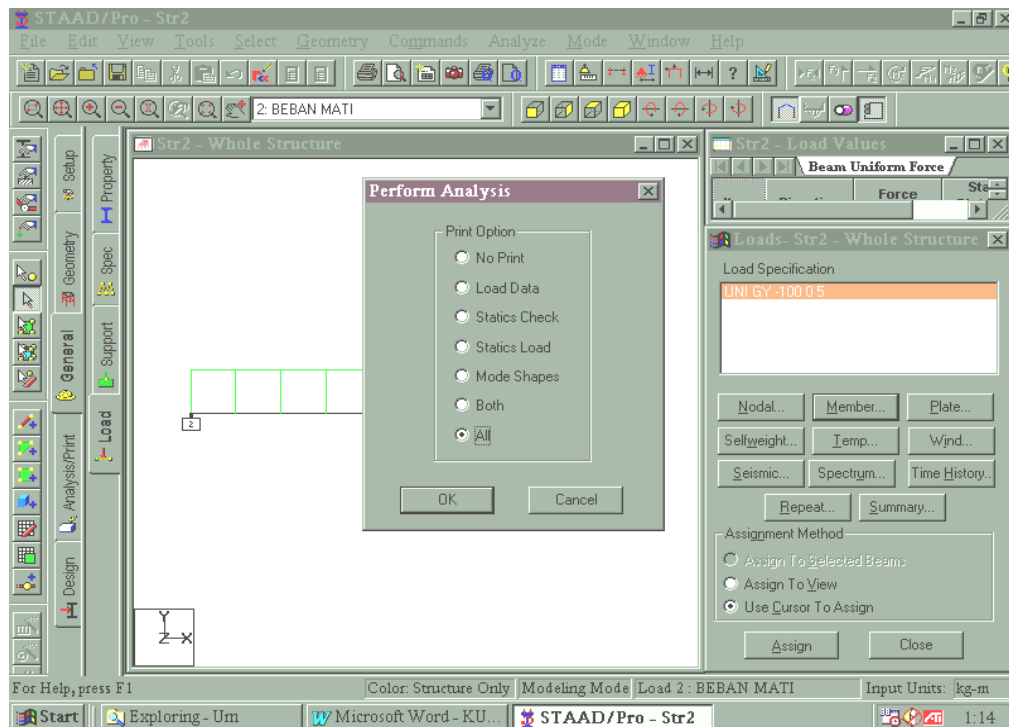 STAAD/Pro - Str2
File Edit View Tools Select Geometry Commands Analyze Mode Window Help
2: BEBAN MATI
Setup
Geometry
General
Analysis/Print
Design
Property
Spec
Support
Load
Str2 - Whole Structure
2
Y
Z X
Perform Analysis
Print Option
No Print
Load Data
Statics Check
Statics Load
Mode Shapes
Both
All
OK Cancel
Str2 - Load Values
Beam Uniform Force
Force
Loads- Str2 - Whole Structure
Load Specification
UNI GY -100 0 5
Nodal... Member... Plate...
Selfweight... Temp... Wind...
Seismic... Spectrum... Time History..
Repeat... Summary...
Assignment Method
Assign To Selected Beams
Assign To View
Use Cursor To Assign
Assign Close
For Help, press F1 Color: Structure Only Modeling Mode Load 2 : BEBAN MATI Input Units: kg-m
Start Exploring - Um Microsoft Word - KU... STAAD/Pro - Str2 1:14